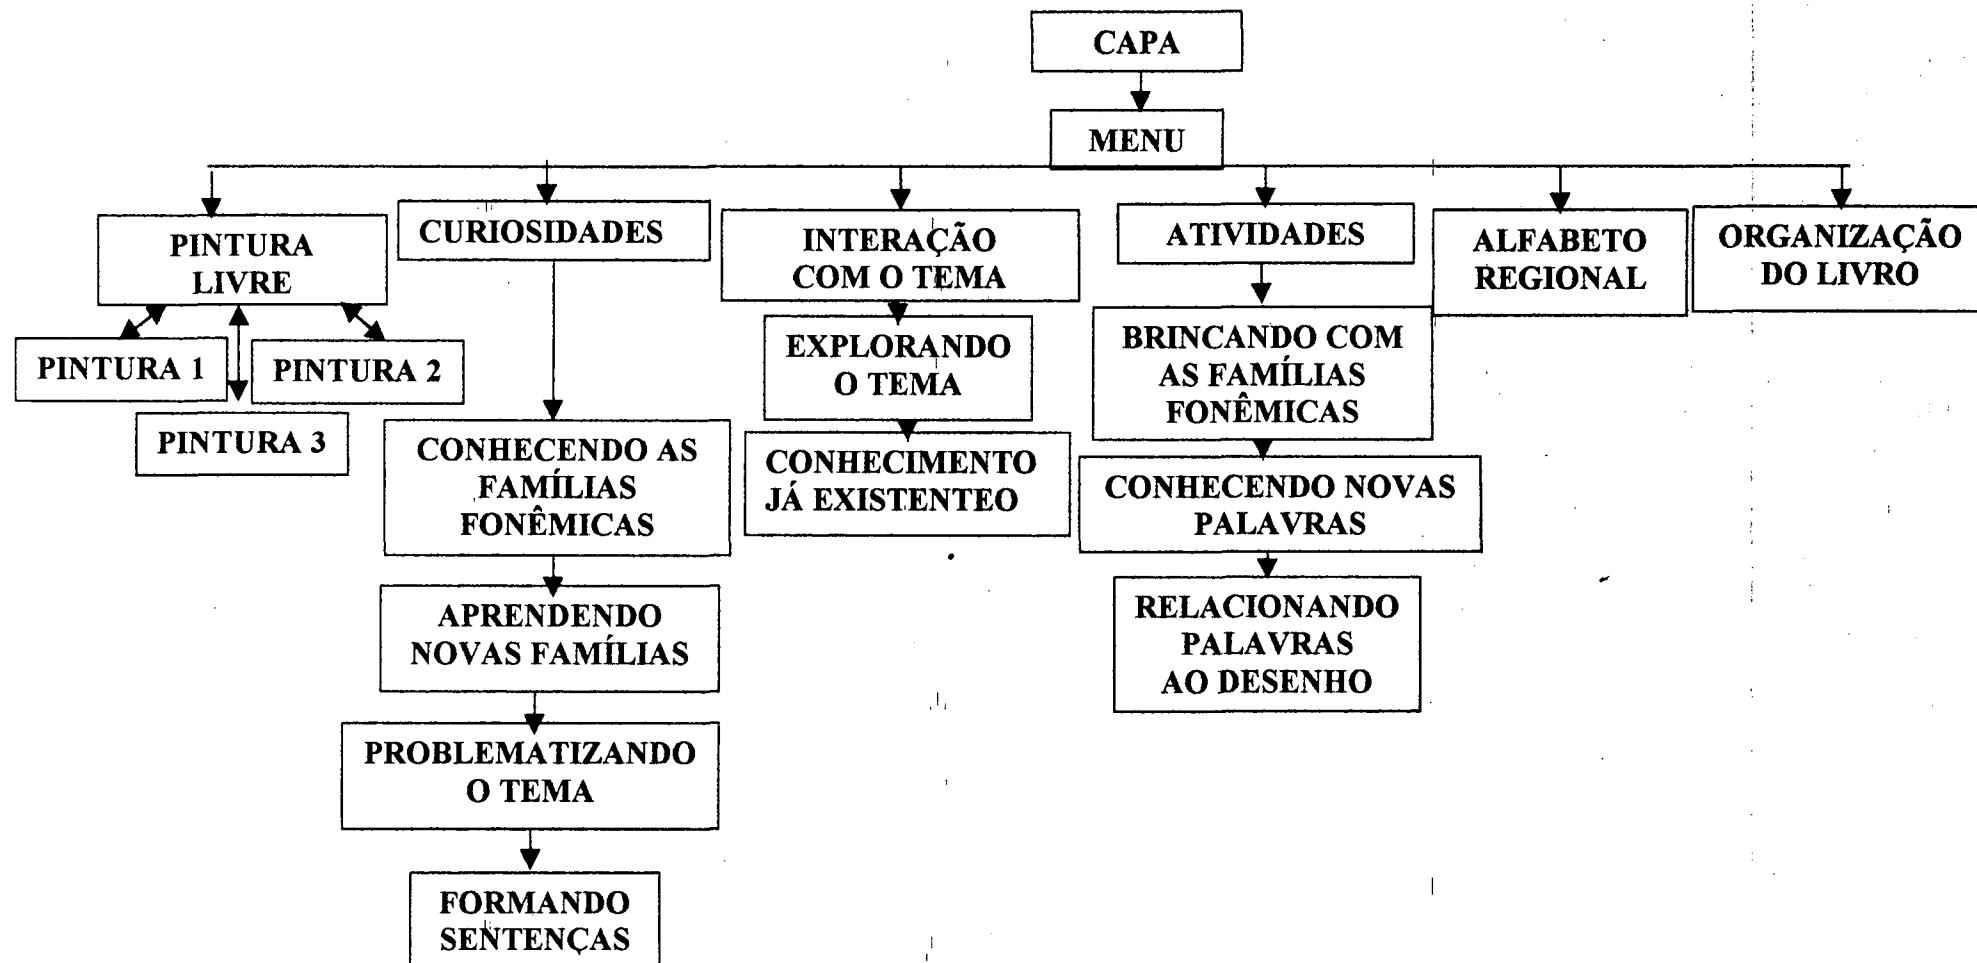 CAPA
MENU
PINTURA
LIVRE
CURIOSIDADES
INTERAÇÃO
COM O TEMA
ATIVIDADES
ALFABETO
REGIONAL
ORGANIZAÇÃO
DO LIVRO
PINTURA 1
PINTURA 2
PINTURA 3
EXPLORANDO
O TEMA
BRINCANDO COM
AS FAMÍLIAS
FONÊMICAS
CONHECENDO AS
FAMÍLIAS
FONÊMICAS
CONHECIMENTO
JÁ EXISTENTEO
CONHECENDO NOVAS
PALAVRAS
APRENDENDO
NOVAS FAMÍLIAS
RELACIONANDO
PALAVRAS
AO DESENHO
PROBLEMATIZANDO
O TEMA
FORMANDO
SENTENÇAS